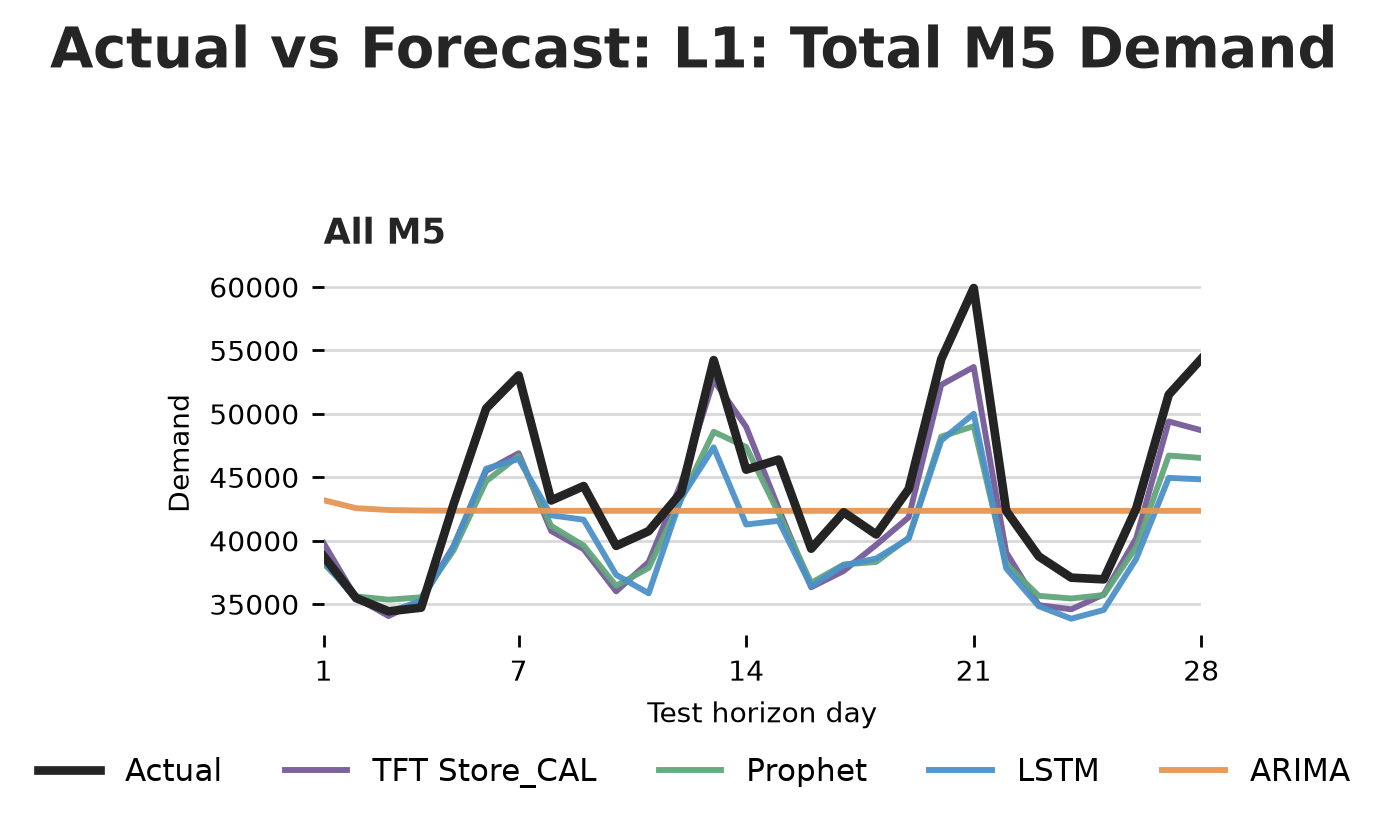 Actual vs Forecast: L1: Total M5 Demand
All M5
60000
55000
50000
45000
40000
35000
Demand
1 7 14 21 28
Test horizon day
Actual TFT Store_CAL Prophet LSTM ARIMA